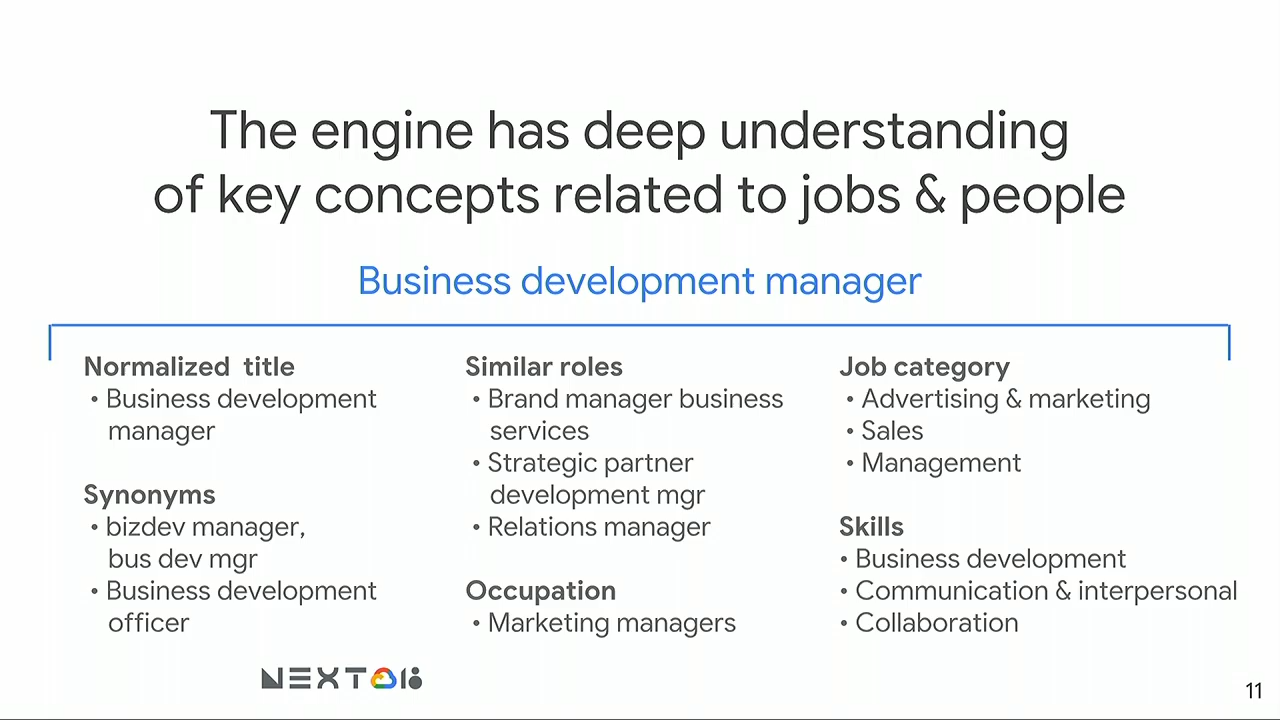 The engine has deep understanding
of key concepts related to jobs & people
Business development manager
Normalized title
• Business development
manager
Synonyms
• bizdev manager,
bus dev mgr
• Business development
officer
Similar roles
• Brand manager business
services
• Strategic partner
development mgr
• Relations manager
Occupation
• Marketing managers
Job category
• Advertising & marketing
• Sales
• Management
Skills
• Business development
• Communication & interpersonal
• Collaboration
NEXT 18
11